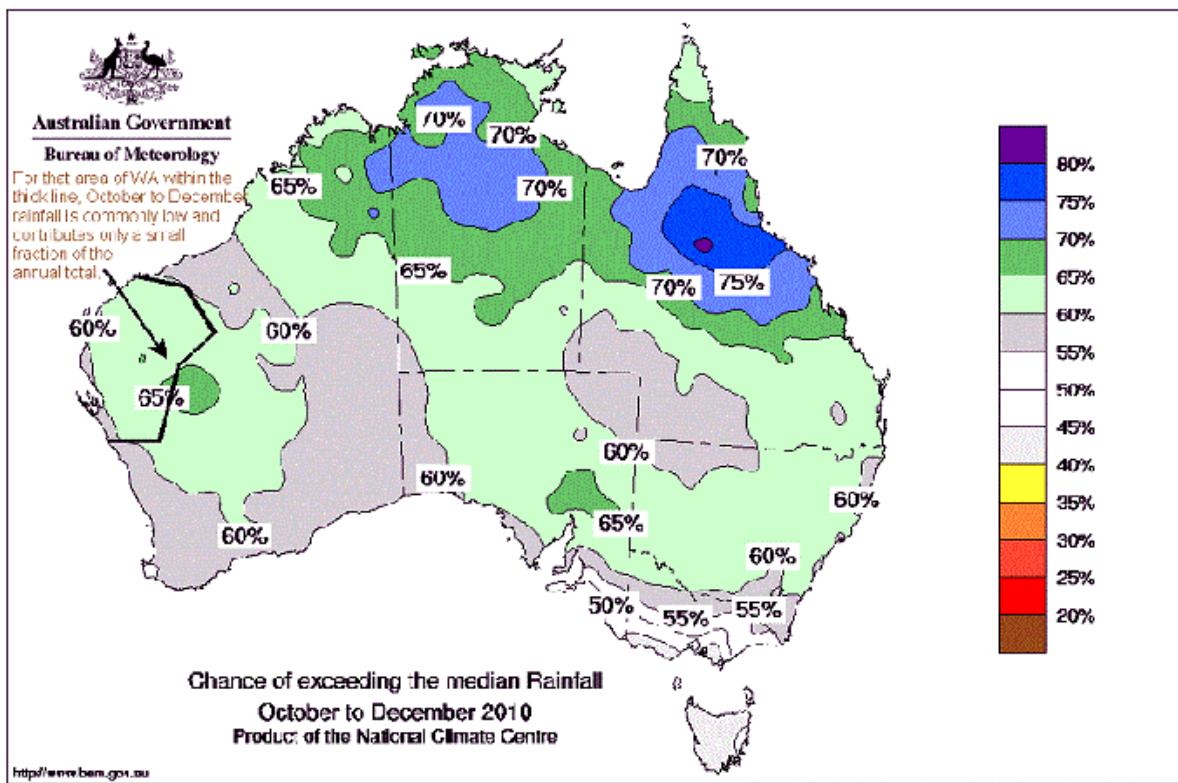 Australian Government
Bureau of Meteorology
For that area of WA within the
thick line, October to December
rainfall is commonly low and
contributes only a small
fraction of the
annual total.
70%
70%
70%
65%
70%
65%
70%
75%
60%
60%
65%
60%
60%
60%
65%
60%
60%
60%
50%
55%
55%
80%
75%
70%
65%
60%
55%
50%
45%
40%
35%
30%
25%
20%
Chance of exceeding the median Rainfall
October to December 2010
Product of the National Climate Centre
http://www.bom.gov.au